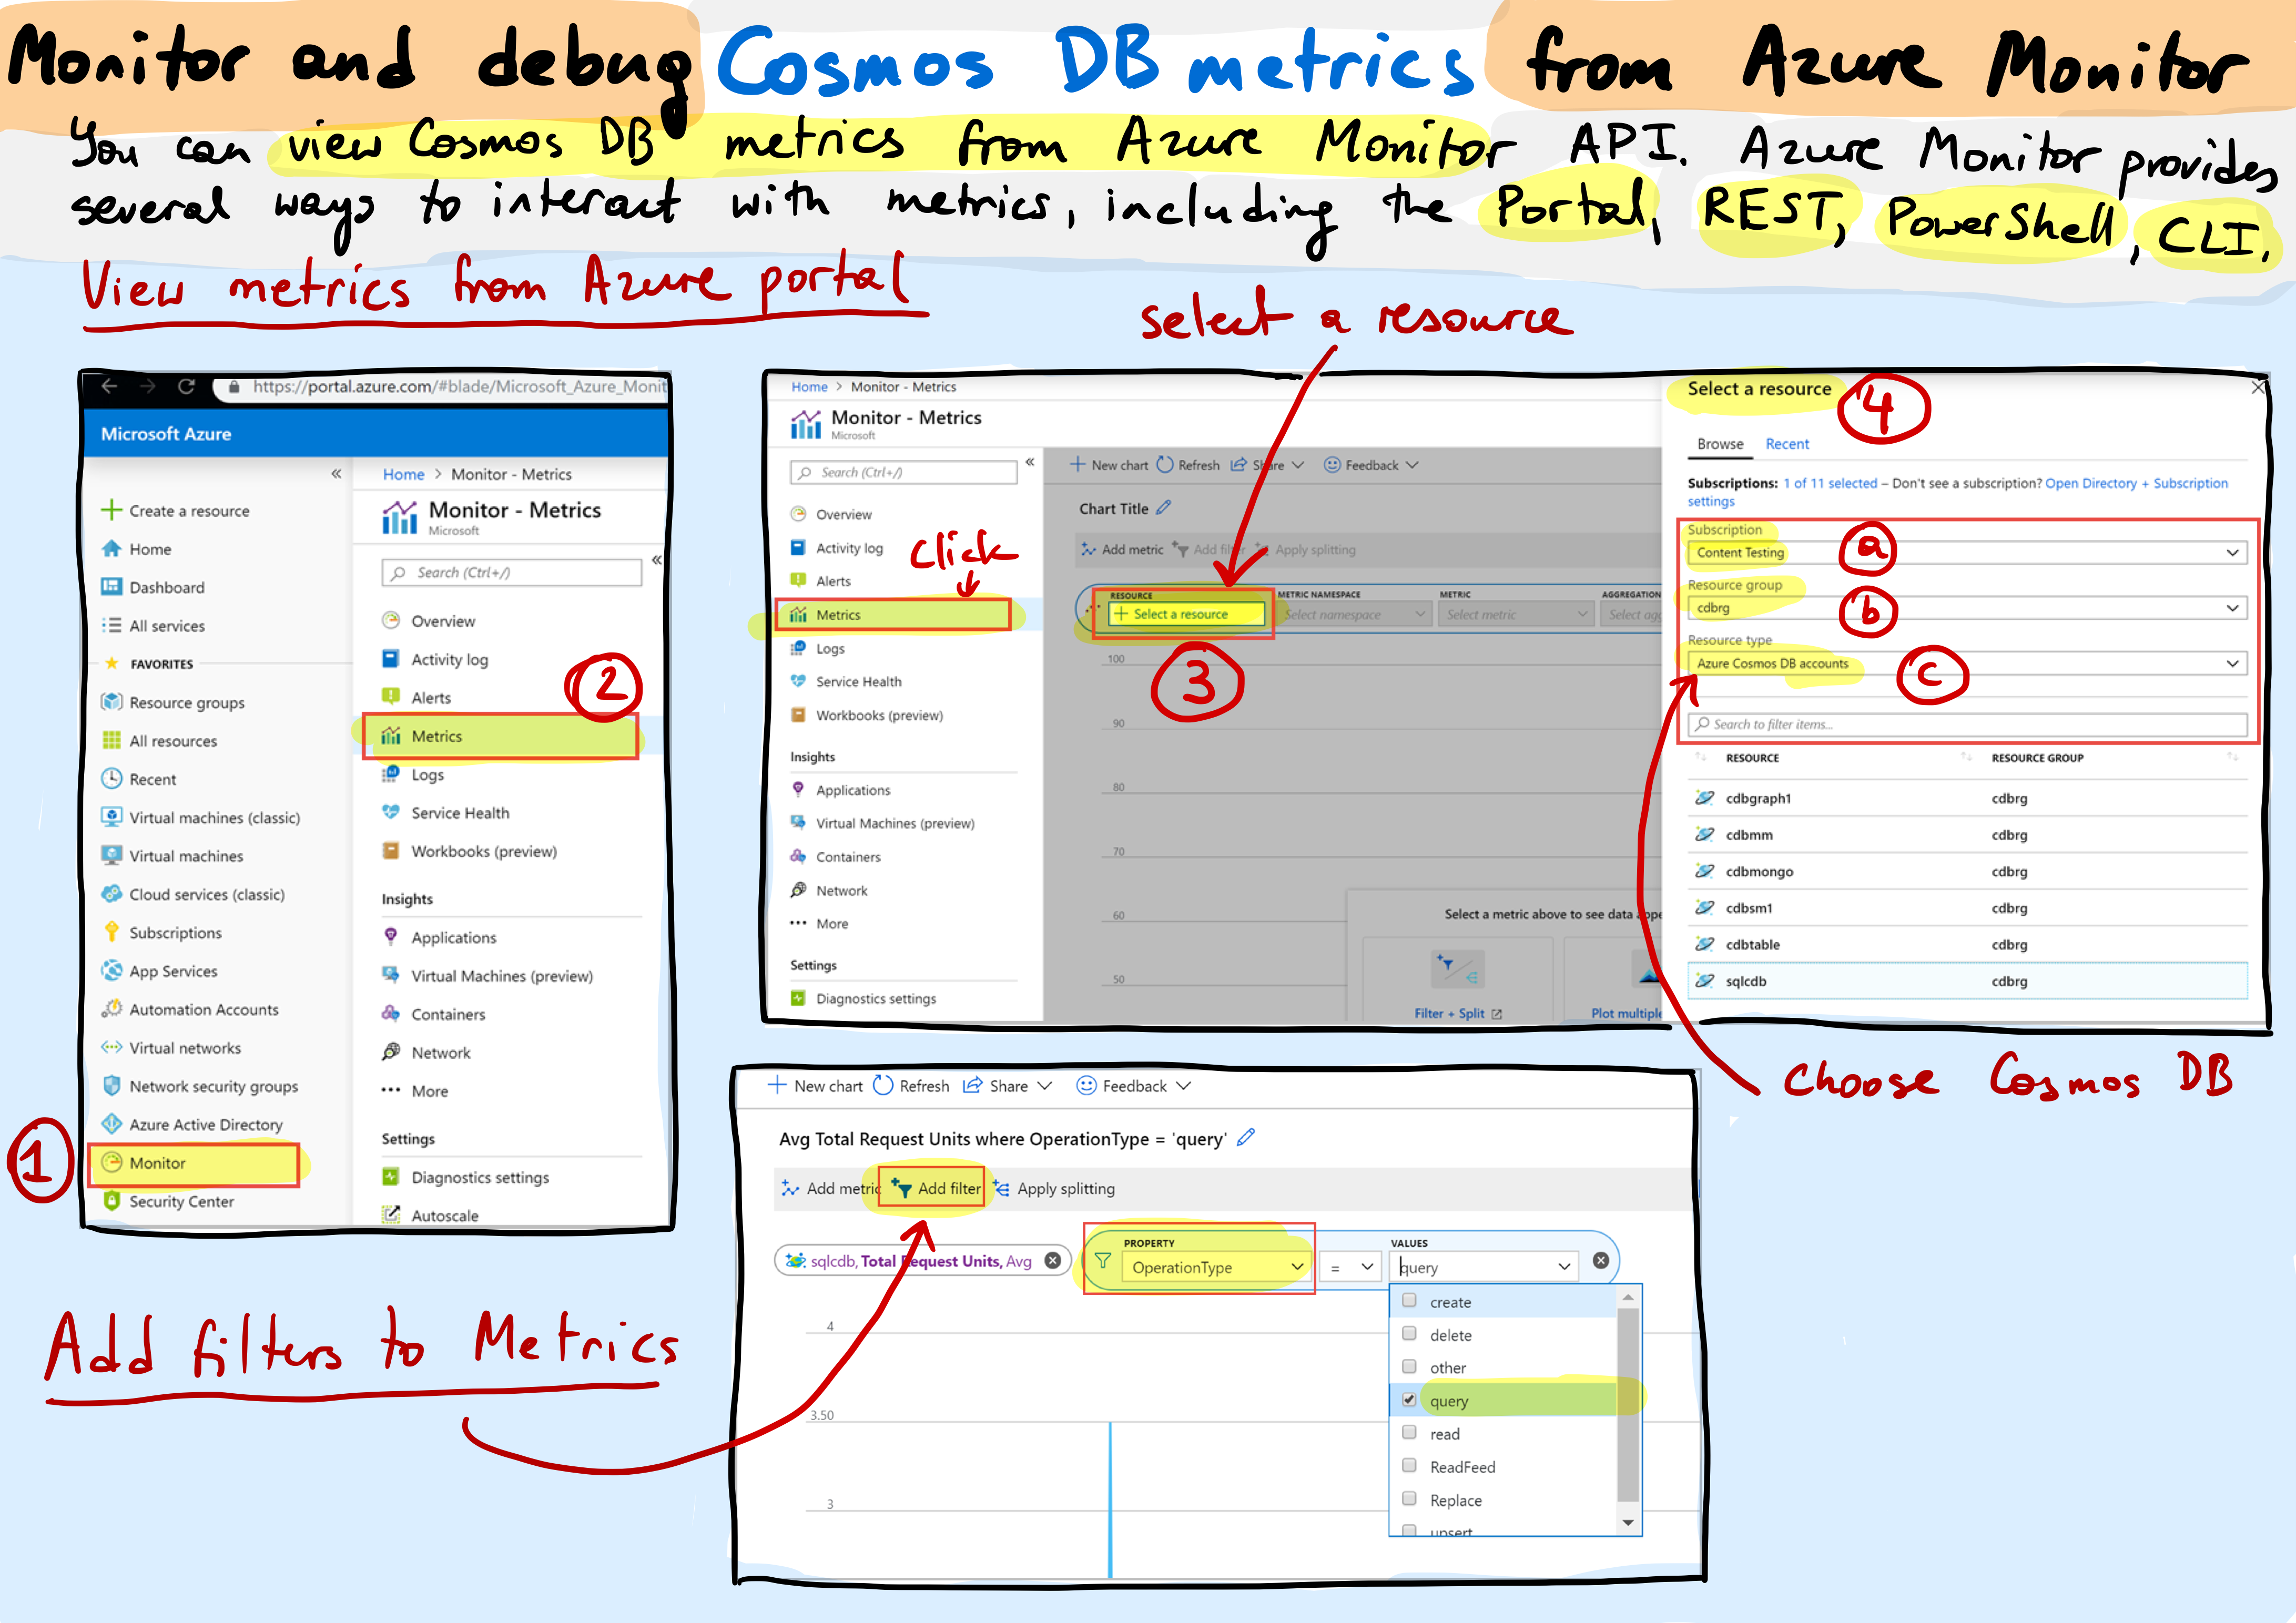 Monitor and debug Cosmos DB metrics from Azure Monitor
You can view Cosmos DB metrics from Azure Monitor API. Azure Monitor provides
several ways to interact with metrics, including the Portal, REST, PowerShell, CLI.
View metrics from Azure portal
select a resource
https://portal.azure.com/#blade/Microsoft_Azure_Monit
Microsoft Azure
«
Create a resource
Home
Dashboard
All services
FAVORITES
Resource groups
All resources
Recent
Virtual machines (classic)
Virtual machines
Cloud services (classic)
Subscriptions
App Services
Automation Accounts
Virtual networks
Network security groups
Azure Active Directory
1
Monitor
Security Center
Home > Monitor - Metrics
Monitor - Metrics
Microsoft
Search (Ctrl+/)
«
Overview
Activity log
Alerts
2
Metrics
Logs
Service Health
Workbooks (preview)
Insights
Applications
Virtual Machines (preview)
Containers
Network
More
Settings
Diagnostics settings
Autoscale
Home > Monitor - Metrics
Monitor - Metrics
Microsoft
Search (Ctrl+/)
«
Overview
Activity log
click
Alerts
Metrics
Logs
Service Health
Workbooks (preview)
Insights
Applications
Virtual Machines (preview)
Containers
Network
More
Settings
Diagnostics settings
New chart Refresh Share Feedback
Chart Title
Add metric Add filter Apply splitting
RESOURCE METRIC NAMESPACE METRIC AGGREGATION
+ Select a resource Select namespace Select metric Select agg
3
100
90
80
70
60
50
Select a metric above to see data appe
Filter + Split Plot multiple
Select a resource
4
Browse Recent
Subscriptions: 1 of 11 selected – Don't see a subscription? Open Directory + Subscription
settings
Subscription
Content Testing
a
Resource group
cdbrg
b
Resource type
Azure Cosmos DB accounts
c
Search to filter items...
RESOURCE RESOURCE GROUP
cdbgraph1 cdbrg
cdbmm cdbrg
cdbmongo cdbrg
cdbsm1 cdbrg
cdbtable cdbrg
sqlcdb cdbrg
choose Cosmos DB
New chart Refresh Share Feedback
Avg Total Request Units where OperationType = 'query'
Add metric Add filter Apply splitting
sqlcdb, Total Request Units, Avg
PROPERTY VALUES
OperationType = query
create
delete
other
query
read
ReadFeed
Replace
upsert
4
3.50
3
Add filters to Metrics